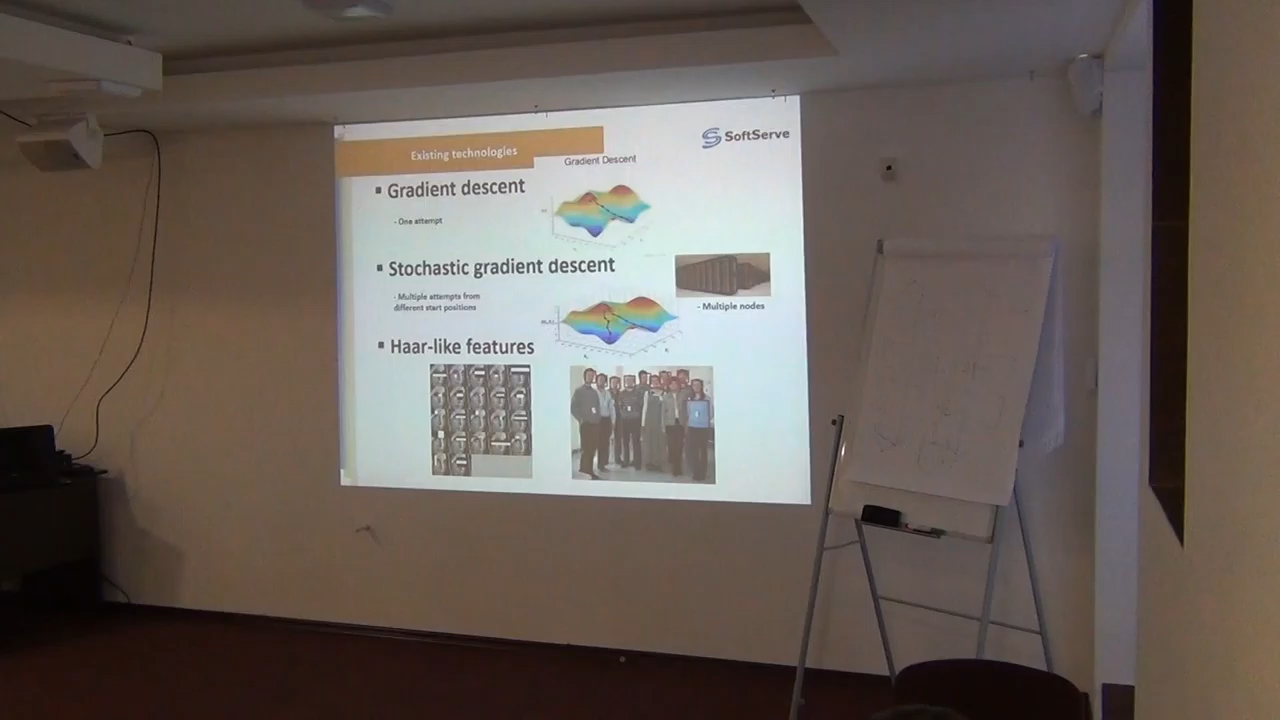 Existing technologies
SoftServe
Gradient Descent
▪ Gradient descent
- One attempt
▪ Stochastic gradient descent
- Multiple attempts from
different start positions
- Multiple nodes
▪ Haar-like features